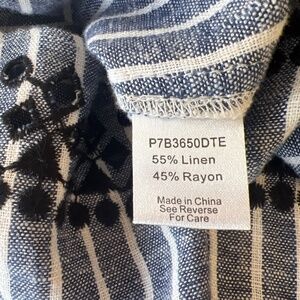 P7B3650DTE
55% Linen
45% Rayon
Made in China
See Reverse
For Care